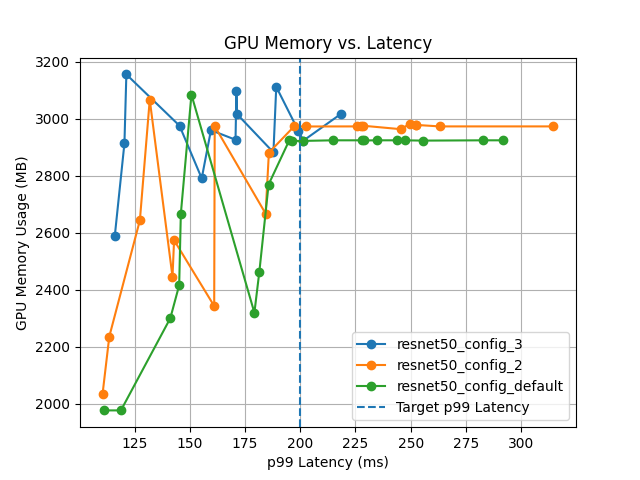 GPU Memory vs. Latency
GPU Memory Usage (MB)
3200
3000
2800
2600
2400
2200
2000
resnet50_config_3
resnet50_config_2
resnet50_config_default
Target p99 Latency
125 150 175 200 225 250 275 300
p99 Latency (ms)